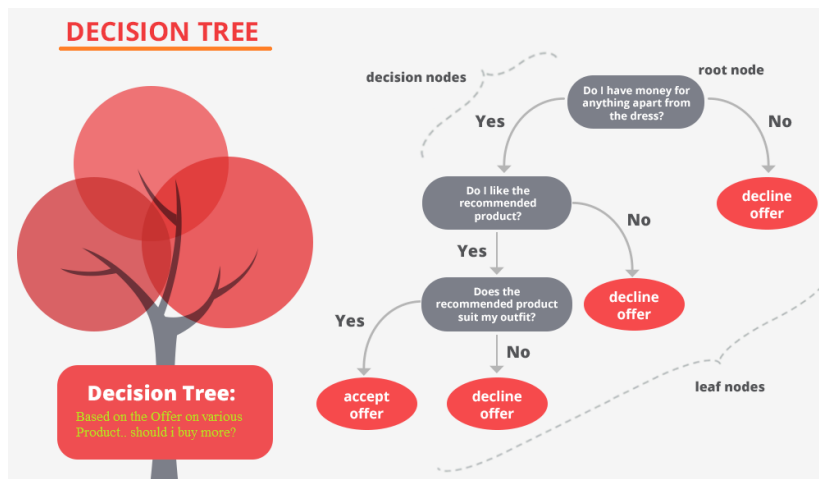 DECISION TREE
decision nodes
root node
Do I have money for
anything apart from
the dress?
Yes
No
Do I like the
recommended
product?
decline
offer
No
Yes
Does the
recommended product
suit my outfit?
decline
offer
Yes
No
accept
offer
decline
offer
leaf nodes
Decision Tree:
Based on the Offer on various
Product.. should i buy more?